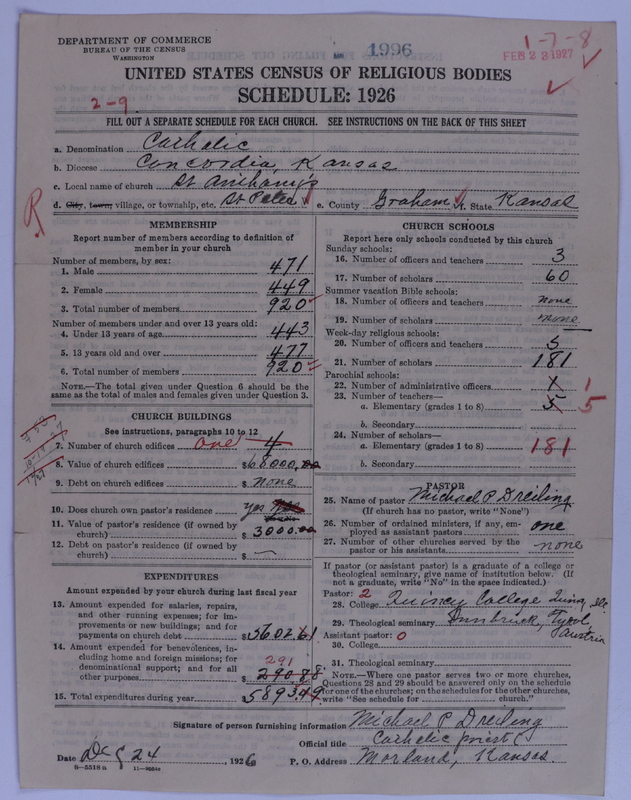 DEPARTMENT OF COMMERCE
BUREAU OF THE CENSUS
WASHINGTON
1996
1-7-8
FEB 23 1927
UNITED STATES CENSUS OF RELIGIOUS BODIES
SCHEDULE: 1926
2-9
FILL OUT A SEPARATE SCHEDULE FOR EACH CHURCH. SEE INSTRUCTIONS ON THE BACK OF THIS SHEET
a. Denomination Catholic
b. Diocese Concordia, Kansas
c. Local name of church St Anthony's
d. City, town, village, or township, etc. St Peter e. County Graham f. State Kansas
R
MEMBERSHIP
Report number of members according to definition of member in your church
Number of members, by sex:
1. Male 471
2. Female 449
3. Total number of members 920
Number of members under and over 13 years old:
4. Under 13 years of age 443
5. 13 years old and over 477
6. Total number of members 920
NOTE.—The total given under Question 6 should be the same as the total of males and females given under Question 3.
CHURCH BUILDINGS
See instructions, paragraphs 10 to 12
7. Number of church edifices one 4
8. Value of church edifices $68000.00
9. Debt on church edifices $ None
10. Does church own pastor's residence yes
11. Value of pastor's residence (if owned by church) $ 3000.00
12. Debt on pastor's residence (if owned by church) $ —
EXPENDITURES
Amount expended by your church during last fiscal year
13. Amount expended for salaries, repairs, and other running expenses; for improvements or new building; and for payments on church debt $5602.61
14. Amount expended for benevolences, including home and foreign missions; for denominational support; and for all other purposes 291 $ 290.88
15. Total expenditures during year $5893.49
CHURCH SCHOOLS
Report here only schools conducted by this church
Sunday schools:
16. Number of officers and teachers 3
17. Number of scholars 60
Summer vacation Bible schools:
18. Number of officers and teachers none
19. Number of scholars none
Week-day religious schools:
20. Number of officers and teachers 5
21. Number of scholars 181
Parochial schools:
22. Number of administrative officers 1 1
23. Number of teachers—
a. Elementary (grades 1 to 8) 5 5
b. Secondary
24. Number of scholars—
a. Elementary (grades 1 to 8) 181
b. Secondary
PASTOR
25. Name of pastor Michael P Dreiling
(If church has no pastor, write "None")
26. Number of ordained ministers, if any, employed as assistant pastors one
27. Number of other churches served by the pastor or his assistants none
If pastor (or assistant pastor) is a graduate of a college or theological seminary, give name of institution below. (If not a graduate, write "No" in the space indicated.)
Pastor: 2
28. College Quincy College Quincy, Ill
29. Theological seminary Innsbruck, Tyrol, Austria
Assistant pastor: 0
30. College
31. Theological seminary
NOTE.—Where one pastor serves two or more churches, Questions 28 and 29 should be answered only on the schedule for one of the churches; on the schedules for the other churches, write "See schedule for church."
Signature of person furnishing information Michael P Dreiling
Official title Catholic priest
Date Dec 24, 1926 P. O. Address Morland, Kansas
8—5518a 11—9664a